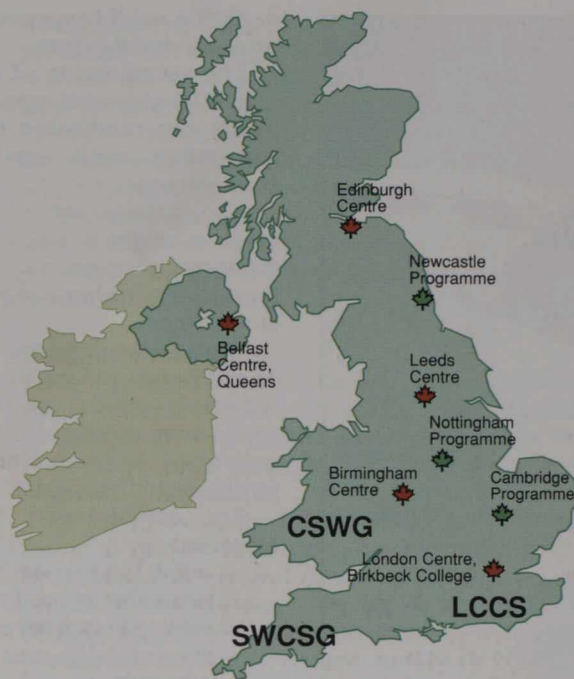 Edinburgh
Centre
Newcastle
Programme
Belfast
Centre,
Queens
Leeds
Centre
Nottingham
Programme
Birmingham
Centre
Cambridge
Programme
CSWG
London Centre,
Birkbeck College
LCCS
SWCSG